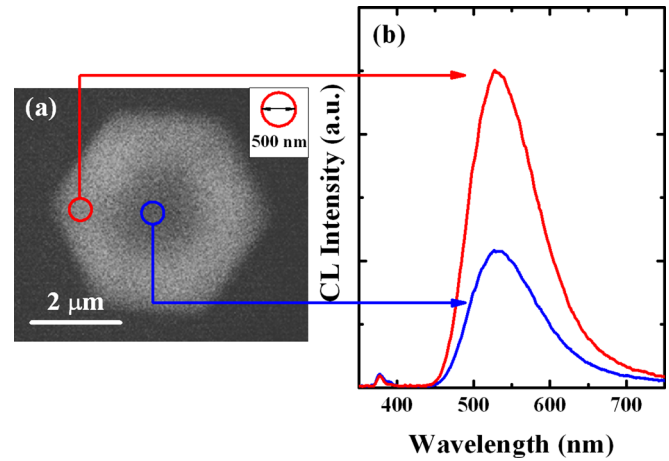 (a)
500 nm
2 μm
(b)
CL Intensity (a.u.)
400 500 600 700
Wavelength (nm)